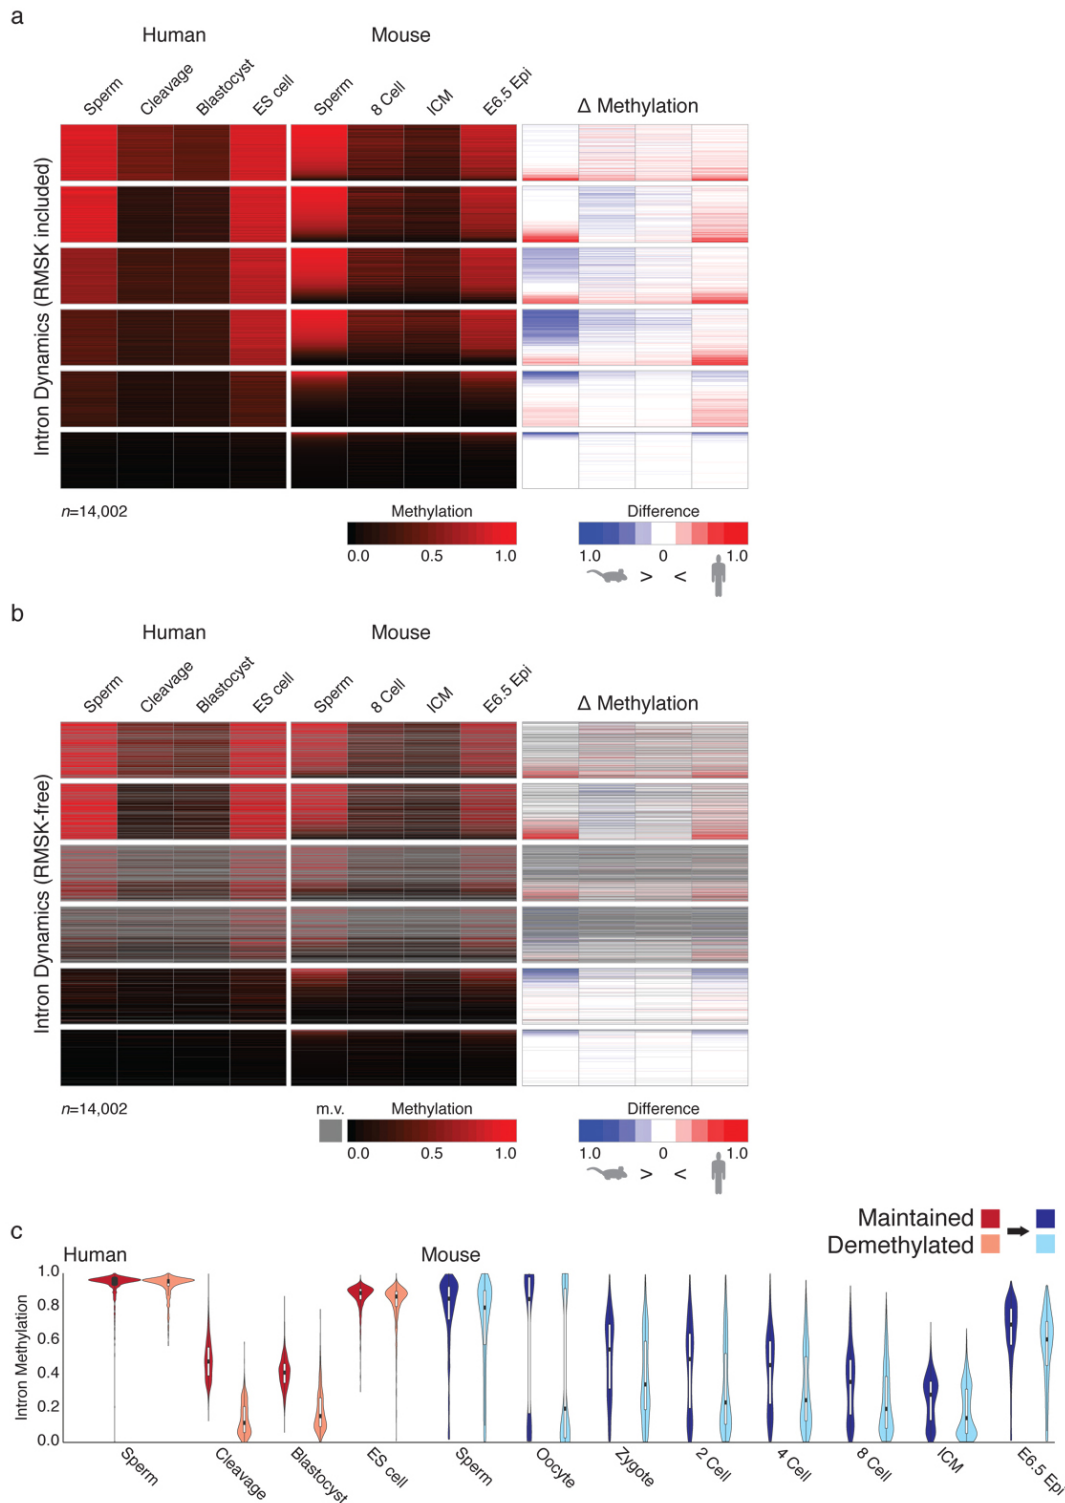 a
Human Mouse
Sperm Cleavage Blastocyst ES cell Sperm 8 Cell ICM E6.5 Epi
Δ Methylation
Intron Dynamics (RMSK included)
n=14,002
Methylation Difference
0.0 0.5 1.0 1.0 0 1.0
> <
b
Human Mouse
Sperm Cleavage Blastocyst ES cell Sperm 8 Cell ICM E6.5 Epi
Δ Methylation
Intron Dynamics (RMSK-free)
n=14,002
m.v. Methylation Difference
0.0 0.5 1.0 1.0 0 1.0
> <
c
Maintained
Demethylated
Human Mouse
Intron Methylation
1.0
0.8
0.6
0.4
0.2
0.0
Sperm Cleavage Blastocyst ES cell Sperm Oocyte Zygote 2 Cell 4 Cell 8 Cell ICM E6.5 Epi